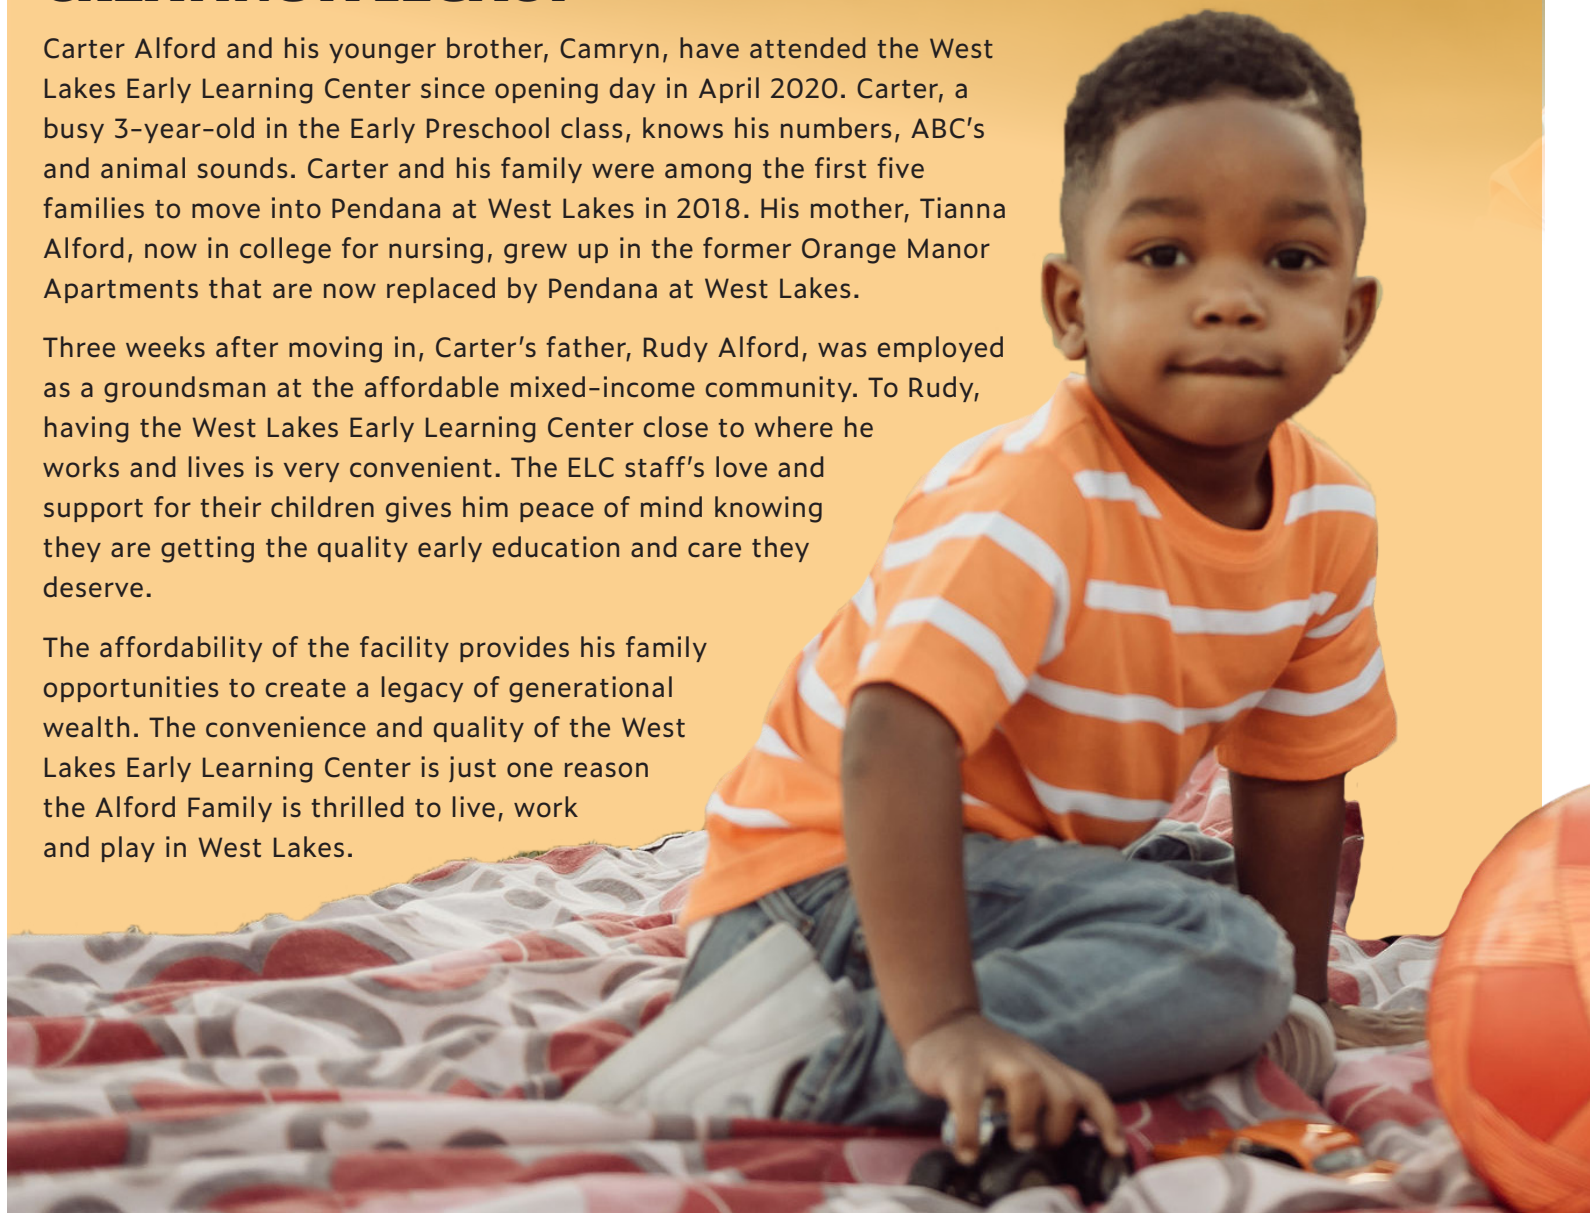 Carter Alford and his younger brother, Camryn, have attended the West
Lakes Early Learning Center since opening day in April 2020. Carter, a
busy 3-year-old in the Early Preschool class, knows his numbers, ABC’s
and animal sounds. Carter and his family were among the first five
families to move into Pendana at West Lakes in 2018. His mother, Tianna
Alford, now in college for nursing, grew up in the former Orange Manor
Apartments that are now replaced by Pendana at West Lakes.
Three weeks after moving in, Carter’s father, Rudy Alford, was employed
as a groundsman at the affordable mixed-income community. To Rudy,
having the West Lakes Early Learning Center close to where he
works and lives is very convenient. The ELC staff’s love and
support for their children gives him peace of mind knowing
they are getting the quality early education and care they
deserve.
The affordability of the facility provides his family
opportunities to create a legacy of generational
wealth. The convenience and quality of the West
Lakes Early Learning Center is just one reason
the Alford Family is thrilled to live, work
and play in West Lakes.